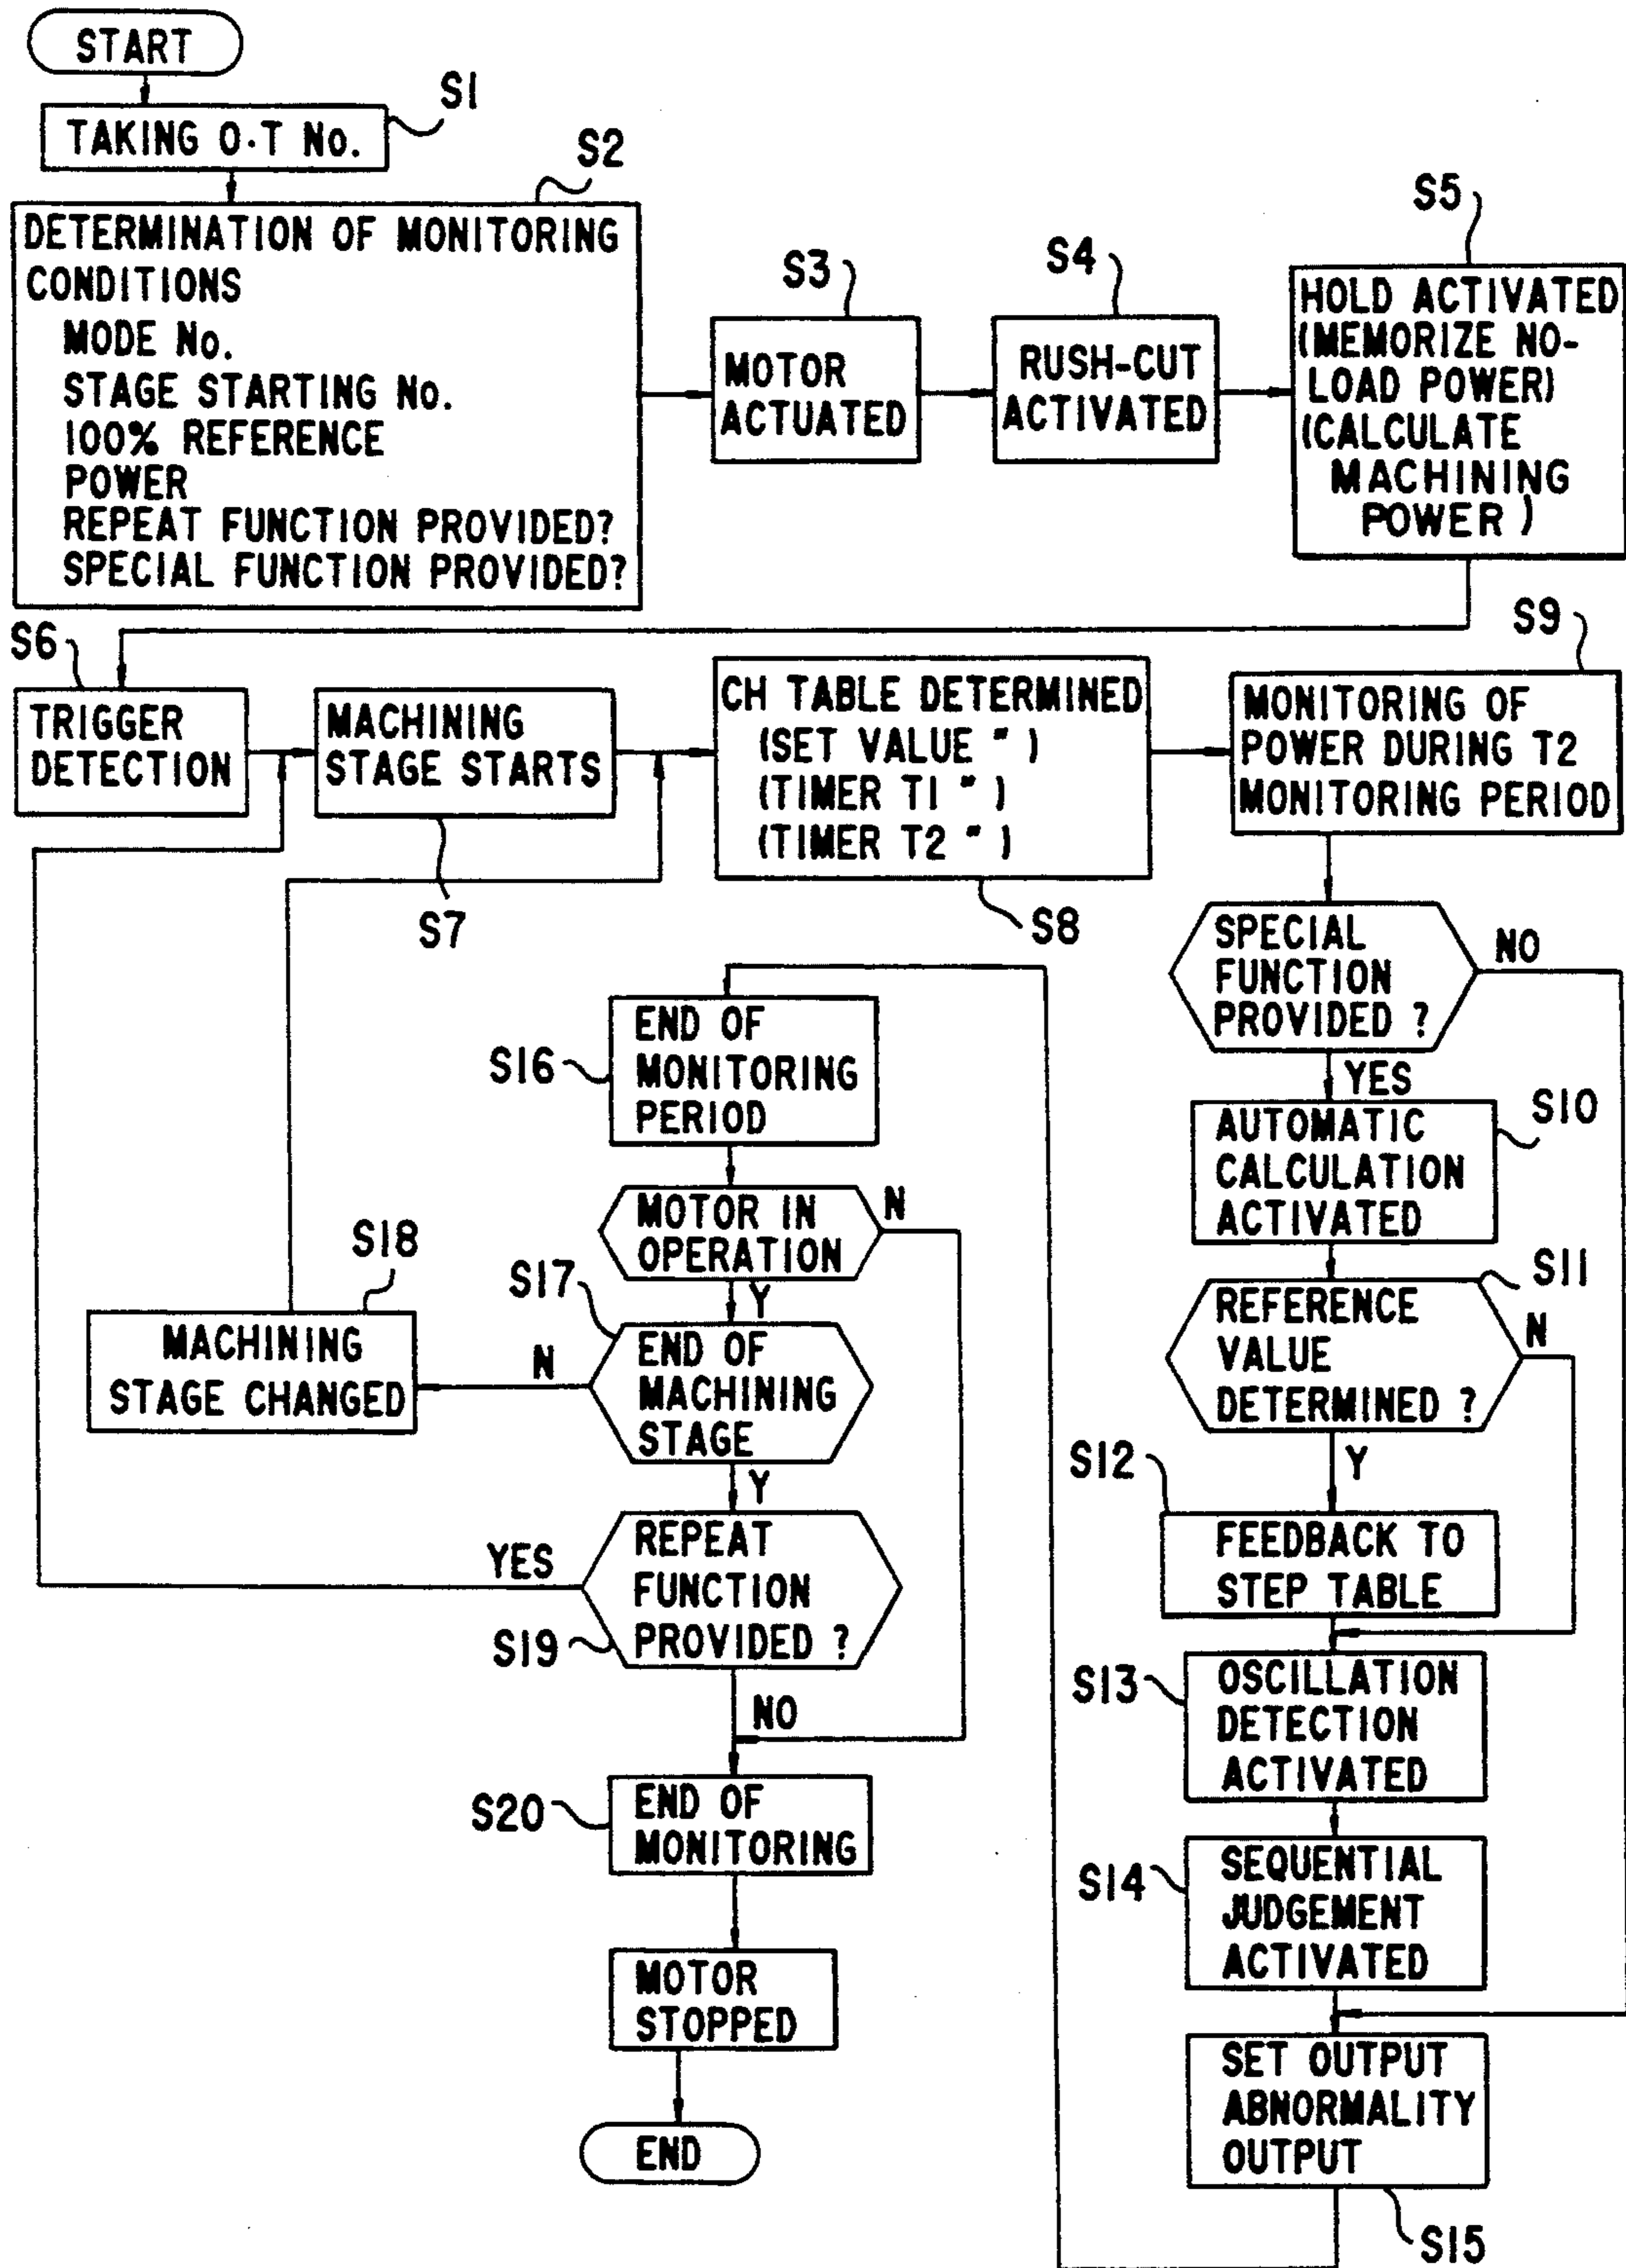 START
S1
TAKING O·T No.
S2
DETERMINATION OF MONITORING
CONDITIONS
MODE No.
STAGE STARTING No.
100% REFERENCE
POWER
REPEAT FUNCTION PROVIDED?
SPECIAL FUNCTION PROVIDED?
S3
MOTOR
ACTUATED
S4
RUSH-CUT
ACTIVATED
S5
HOLD ACTIVATED
(MEMORIZE NO-
LOAD POWER)
(CALCULATE
MACHINING
POWER )
S6
TRIGGER
DETECTION
MACHINING
STAGE STARTS
S7
CH TABLE DETERMINED
(SET VALUE " )
(TIMER T1 " )
(TIMER T2 " )
S8
S9
MONITORING OF
POWER DURING T2
MONITORING PERIOD
SPECIAL
FUNCTION
PROVIDED ?
NO
YES
S10
AUTOMATIC
CALCULATION
ACTIVATED
S11
REFERENCE
VALUE
DETERMINED ?
N
Y
S12
FEEDBACK TO
STEP TABLE
S13
OSCILLATION
DETECTION
ACTIVATED
S14
SEQUENTIAL
JUDGEMENT
ACTIVATED
SET OUTPUT
ABNORMALITY
OUTPUT
S15
S16
END OF
MONITORING
PERIOD
MOTOR IN
OPERATION
N
Y
S17
END OF
MACHINING
STAGE
N
S18
MACHINING
STAGE CHANGED
Y
REPEAT
FUNCTION
PROVIDED ?
YES
S19
NO
S20
END OF
MONITORING
MOTOR
STOPPED
END